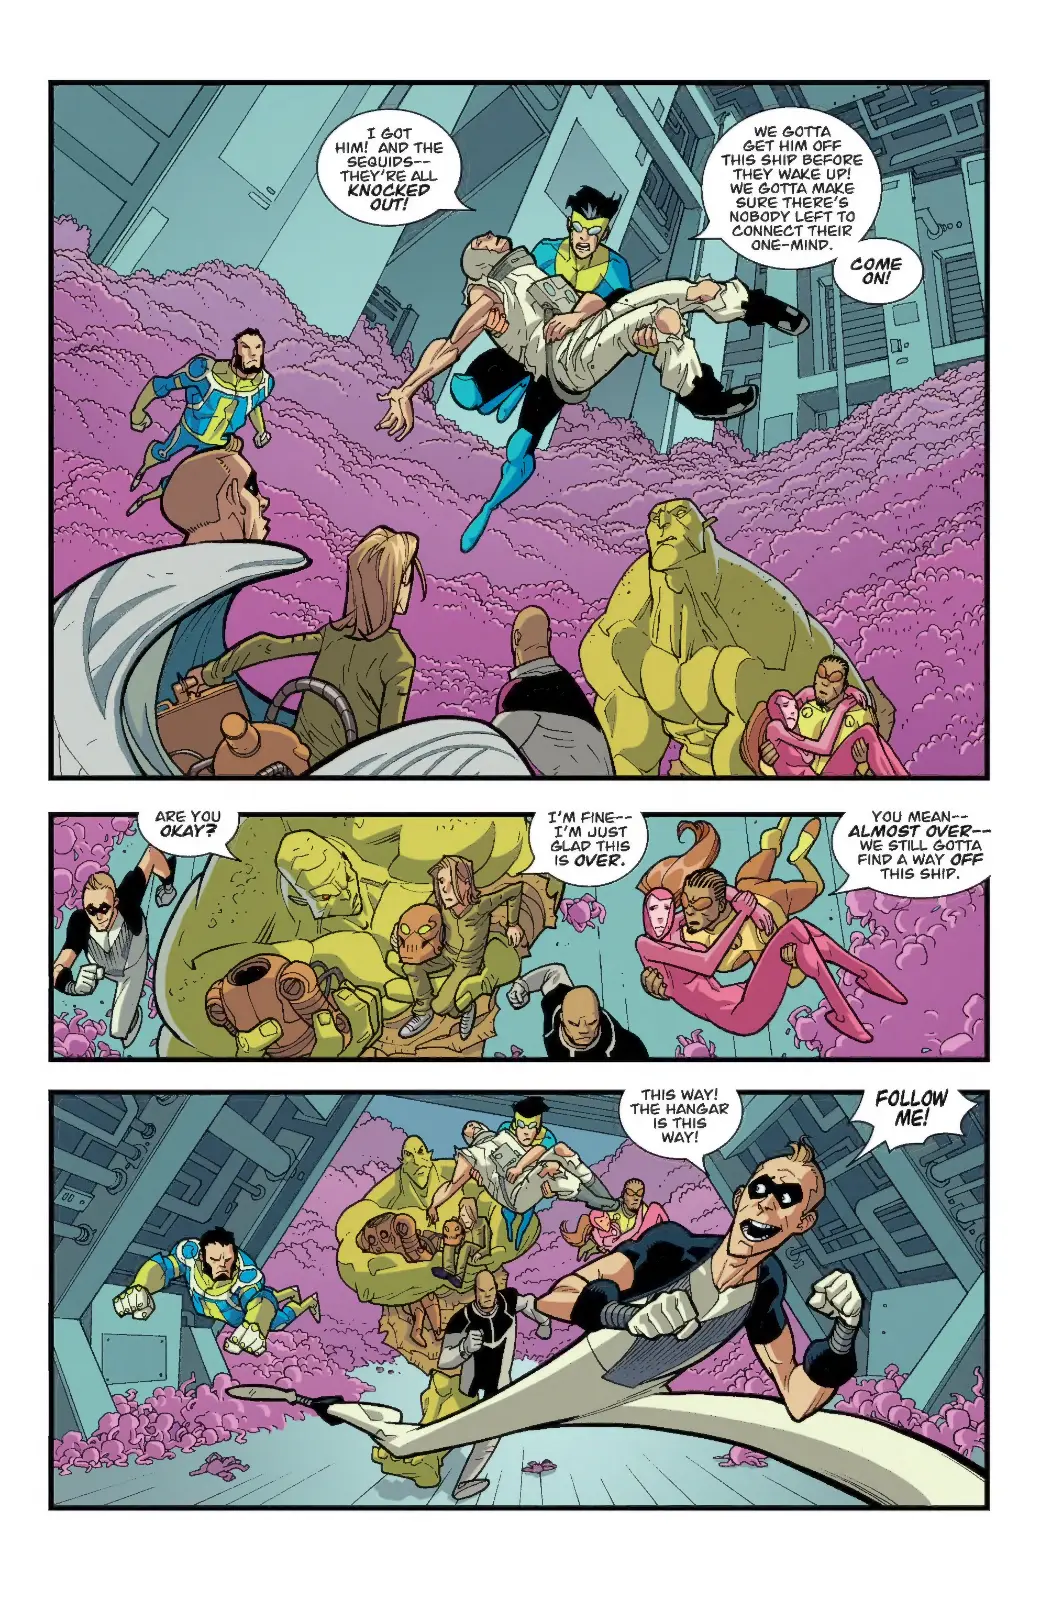 I GOT
HIM! AND THE
SEQUIDS--
THEY'RE ALL
KNOCKED
OUT!
WE GOTTA
GET HIM OFF
THIS SHIP BEFORE
THEY WAKE UP!
WE GOTTA MAKE
SURE THERE'S
NOBODY LEFT TO
CONNECT THEIR
ONE-MIND.
COME
ON!
ARE YOU
OKAY?
I'M FINE--
I'M JUST
GLAD THIS
IS OVER.
YOU MEAN--
ALMOST OVER--
WE STILL GOTTA
FIND A WAY OFF
THIS SHIP.
THIS WAY!
THE HANGAR
IS THIS
WAY!
FOLLOW
ME!